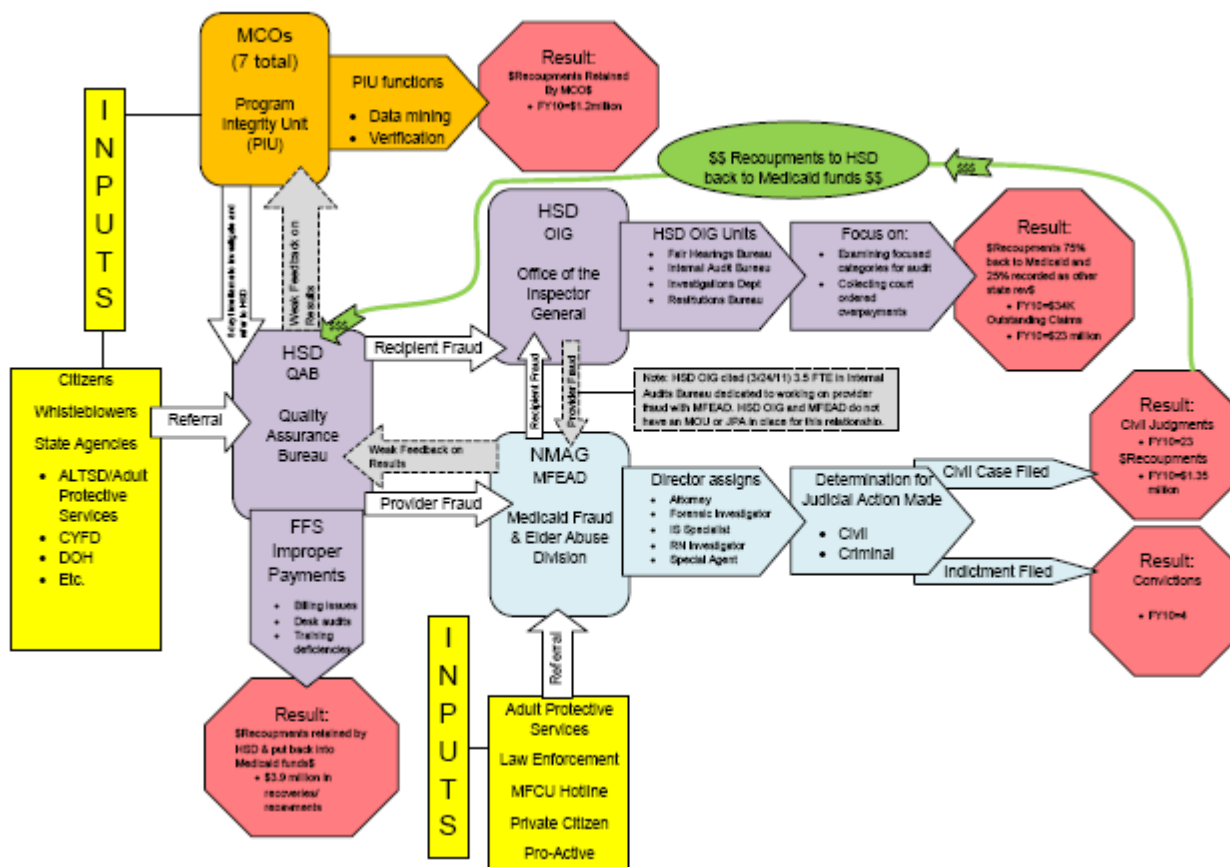 MCOs
(7 total)
Program
Integrity Unit
(PIU)
PIU functions
• Data mining
• Verification
Result:
$Recoupments Retained
By MCO$
• FY10=$1.2million
INPUTS
$$ Recoupments to HSD
back to Medicaid funds $$
$$$
HSD
OIG
Office of the
Inspector
General
HSD OIG Units
• Fair Hearings Bureau
• Internal Audit Bureau
• Investigations Dept
• Restitutions Bureau
Focus on:
• Examining focused
categories for audit
• Collecting court
ordered
overpayments
Result:
$Recoupments 75%
back to Medicaid and
25% recorded as other
state rev$
• FY10=$34K
Outstanding Claims
• FY10=$23 million
Weak Feedback on
Results
refer to HSD
$$$
HSD
QAB
Quality
Assurance
Bureau
Recipient Fraud
Recipient Fraud
Provider Fraud
Note: HSD OIG cited (3/24/11) 3.5 FTE in Internal
Audits Bureau dedicated to working on provider
fraud with MFEAD. HSD OIG and MFEAD do not
have an MOU or JPA in place for this relationship.
Citizens
Whistleblowers
State Agencies
• ALTSD/Adult
Protective
Services
• CYFD
• DOH
• Etc.
Referral
Weak Feedback on
Results
Provider Fraud
NMAG
MFEAD
Medicaid Fraud
& Elder Abuse
Division
Director assigns
• Attorney
• Forensic Investigator
• IS Specialist
• RN Investigator
• Special Agent
Determination for
Judicial Action Made
• Civil
• Criminal
Civil Case Filed
Indictment Filed
Result:
Civil Judgments
• FY10=23
$Recoupments
• FY10=$1.35
million
Result:
Convictions
• FY10=4
FFS
Improper
Payments
• Billing issues
• Desk audits
• Training
deficiencies
Result:
$Recoupments retained by
HSD & put back into
Medicaid funds$
• $3.9 million in
recoveries/
repayments
INPUTS
Referral
Adult Protective
Services
Law Enforcement
MFCU Hotline
Private Citizen
Pro-Active